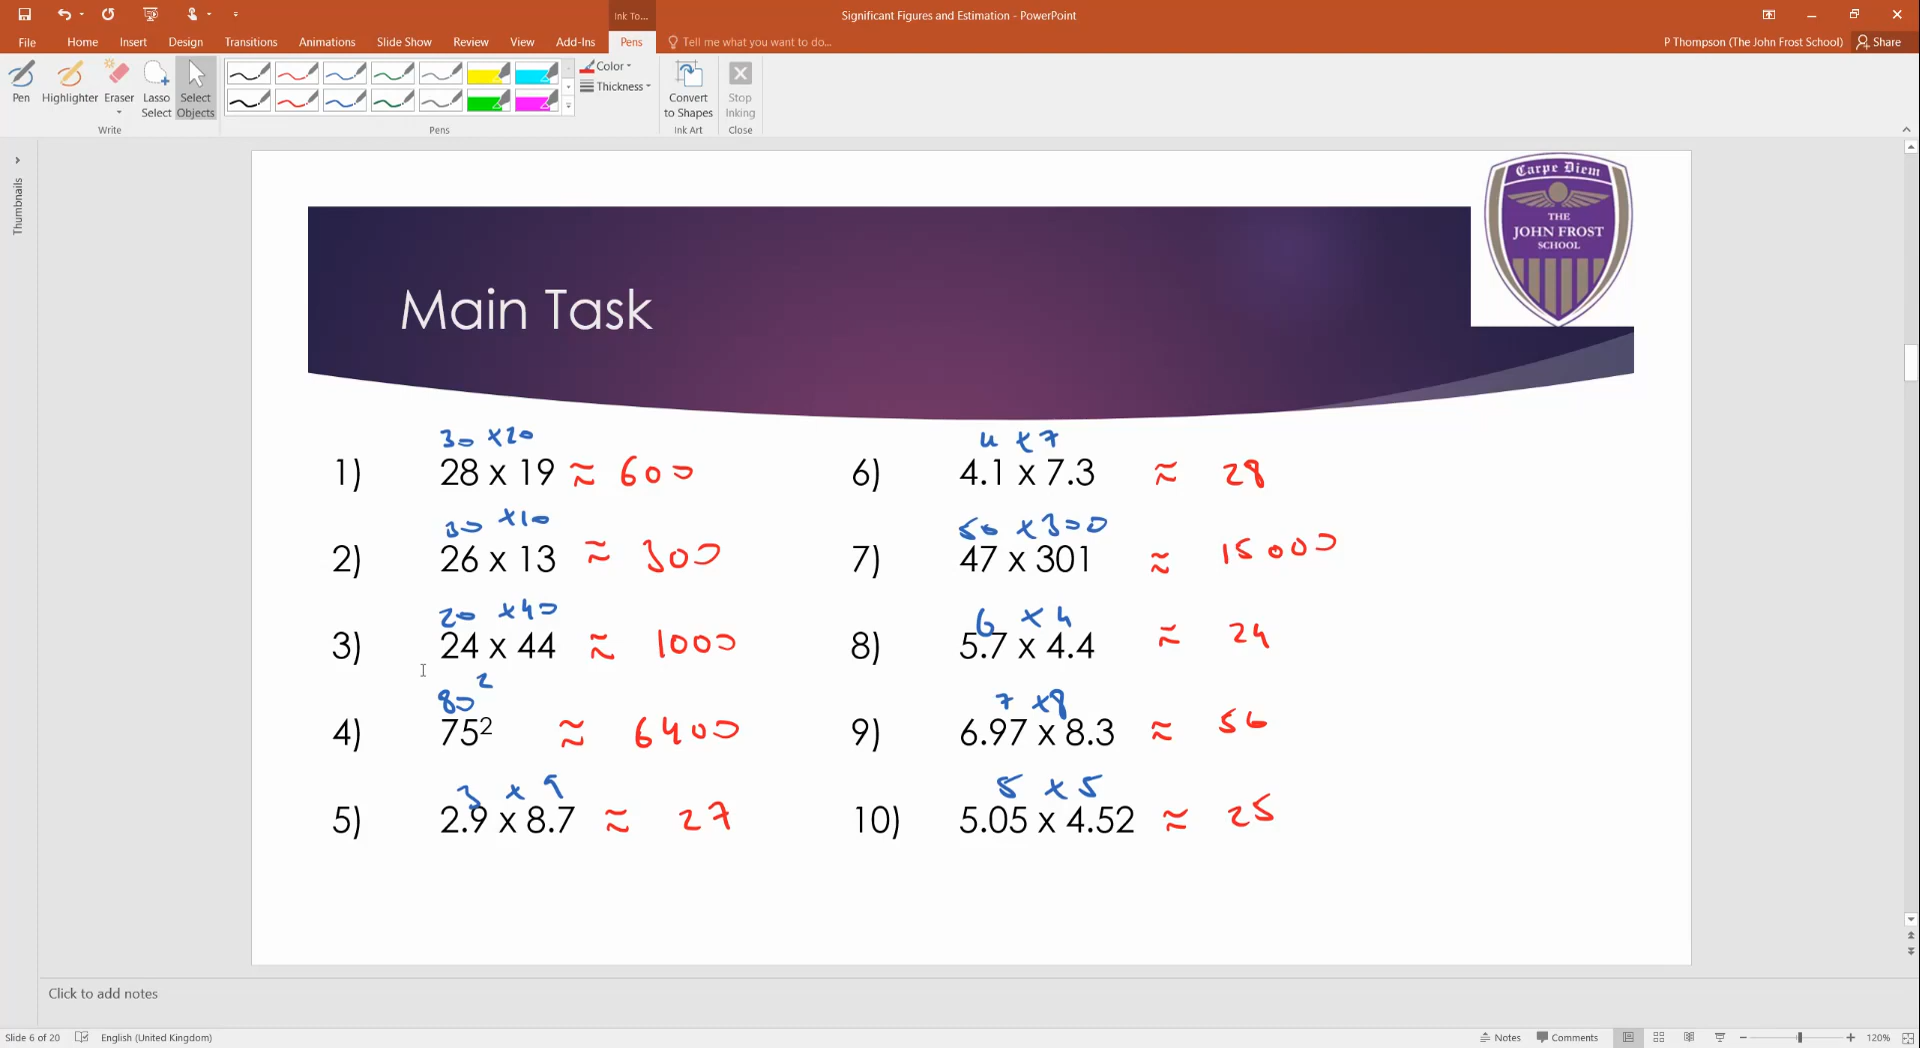 Ink To...
Significant Figures and Estimation - PowerPoint
File Home Insert Design Transitions Animations Slide Show Review View Add-Ins Pens Tell me what you want to do...
P Thompson (The John Frost School) Share
Pen Highlighter Eraser Lasso Select Select Objects
Color
Thickness
Convert to Shapes
Stop Inking
Write Pens Ink Art Close
Thumbnails
Carpe Diem
THE
JOHN FROST
SCHOOL
Main Task
30 x20
1) 28 x 19 ≈ 600
30 x10
2) 26 x 13 ≈ 300
20 x40
3) 24 x 44 ≈ 1000
80²
4) 75² ≈ 6400
3 x 9
5) 2.9 x 8.7 ≈ 27
4 x 7
6) 4.1 x 7.3 ≈ 28
50 x300
7) 47 x 301 ≈ 15000
6 x 4
8) 5.7 x 4.4 ≈ 24
7 x8
9) 6.97 x 8.3 ≈ 56
5 x 5
10) 5.05 x 4.52 ≈ 25
Click to add notes
Slide 6 of 20 English (United Kingdom) Notes Comments 120%